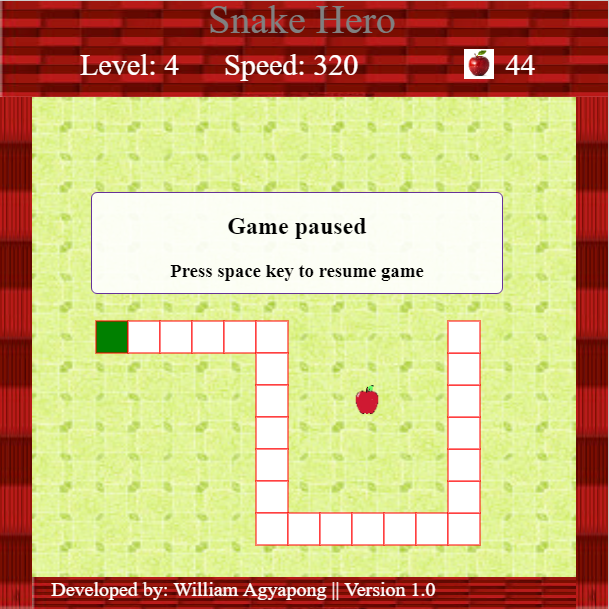 Snake Hero
Level: 4 Speed: 320 44
Game paused
Press space key to resume game
Developed by: William Agyapong || Version 1.0